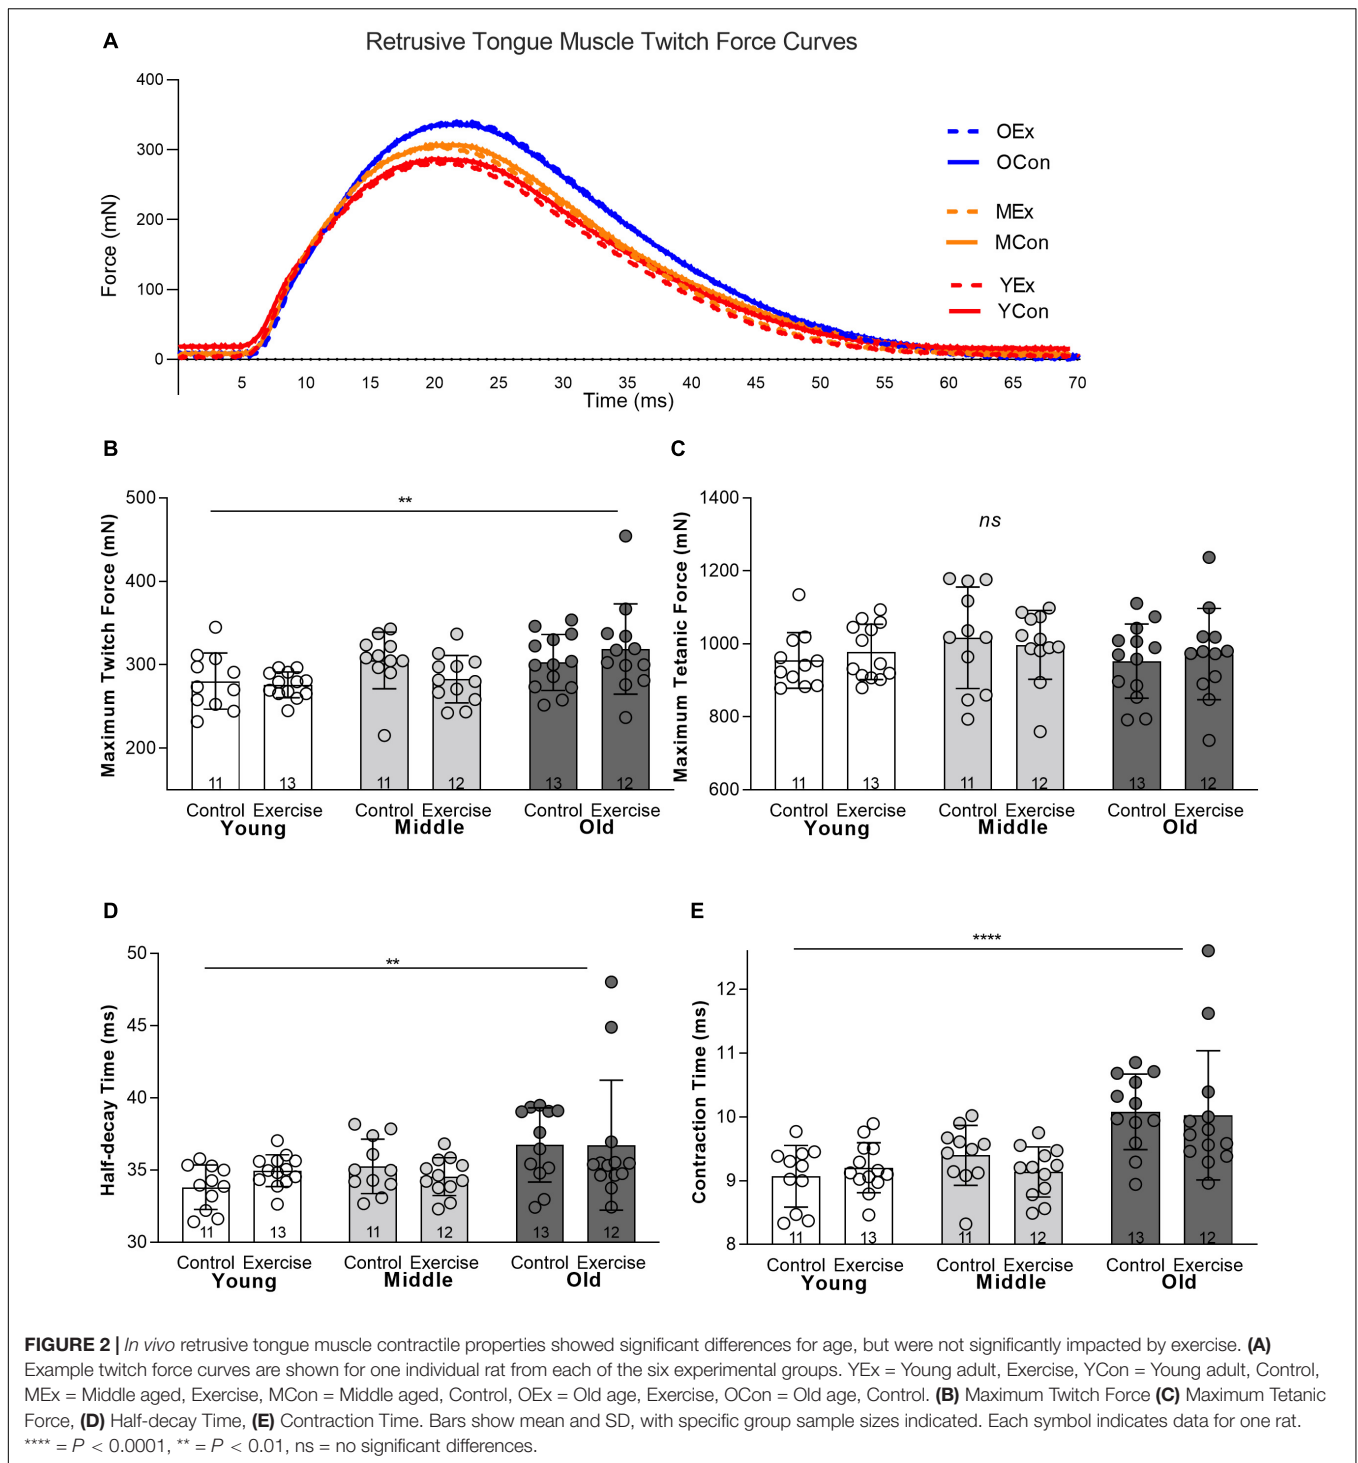 A
Retrusive Tongue Muscle Twitch Force Curves
400
300
200
100
0
Force (mN)
5 10 15 20 25 30 35 40 45 50 55 60 65 70
Time (ms)
OEx
OCon
MEx
MCon
YEx
YCon
B
500
400
300
200
Maximum Twitch Force (mN)
**
11 13 11 12 13 12
Control Exercise Control Exercise Control Exercise
Young Middle Old
C
1400
1200
1000
800
600
Maximum Tetanic Force (mN)
ns
11 13 11 12 13 12
Control Exercise Control Exercise Control Exercise
Young Middle Old
D
50
45
40
35
30
Half-decay Time (ms)
**
11 13 11 12 13 12
Control Exercise Control Exercise Control Exercise
Young Middle Old
E
12
11
10
9
8
Contraction Time (ms)
****
11 13 11 12 13 12
Control Exercise Control Exercise Control Exercise
Young Middle Old
FIGURE 2 | In vivo retrusive tongue muscle contractile properties showed significant differences for age, but were not significantly impacted by exercise. (A)
Example twitch force curves are shown for one individual rat from each of the six experimental groups. YEx = Young adult, Exercise, YCon = Young adult, Control,
MEx = Middle aged, Exercise, MCon = Middle aged, Control, OEx = Old age, Exercise, OCon = Old age, Control. (B) Maximum Twitch Force (C) Maximum Tetanic
Force, (D) Half-decay Time, (E) Contraction Time. Bars show mean and SD, with specific group sample sizes indicated. Each symbol indicates data for one rat.
**** = P < 0.0001, ** = P < 0.01, ns = no significant differences.